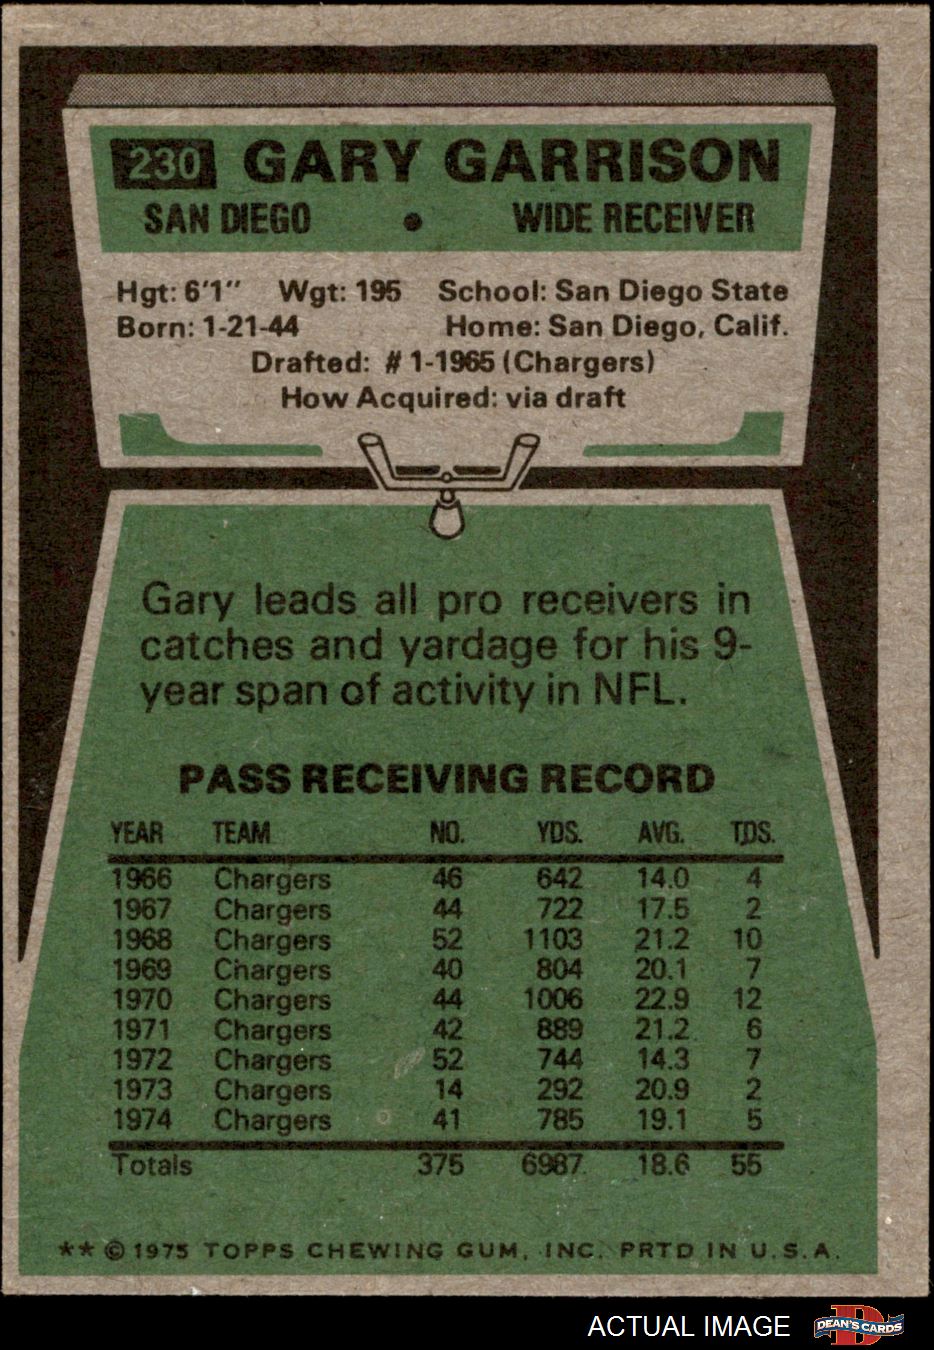 230 GARY GARRISON
SAN DIEGO • WIDE RECEIVER
Hgt: 6'1" Wgt: 195 School: San Diego State
Born: 1-21-44 Home: San Diego, Calif.
Drafted: # 1-1965 (Chargers)
How Acquired: via draft
Gary leads all pro receivers in
catches and yardage for his 9-
year span of activity in NFL.
PASS RECEIVING RECORD
YEAR TEAM NO. YDS. AVG. TDS.
1966 Chargers 46 642 14.0 4
1967 Chargers 44 722 17.5 2
1968 Chargers 52 1103 21.2 10
1969 Chargers 40 804 20.1 7
1970 Chargers 44 1006 22.9 12
1971 Chargers 42 889 21.2 6
1972 Chargers 52 744 14.3 7
1973 Chargers 14 292 20.9 2
1974 Chargers 41 785 19.1 5
Totals 375 6987 18.6 55
** © 1975 TOPPS CHEWING GUM, INC. PRTD IN U.S.A.
ACTUAL IMAGE
D
DEAN'S CARDS